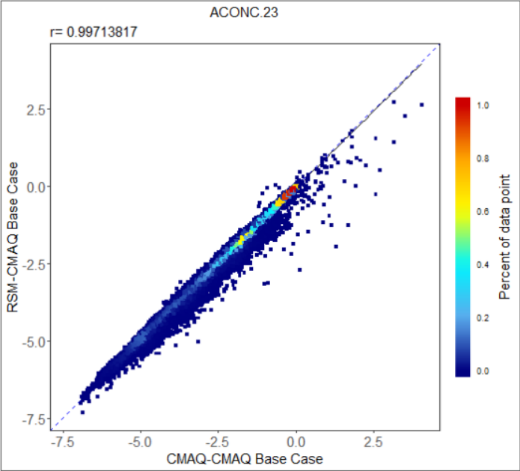 ACONC.23
r= 0.99713817
2.5
0.0
-2.5
-5.0
-7.5
RSM-CMAQ Base Case
-7.5 -5.0 -2.5 0.0 2.5
CMAQ-CMAQ Base Case
1.0
0.8
0.6
0.4
0.2
0.0
Percent of data point